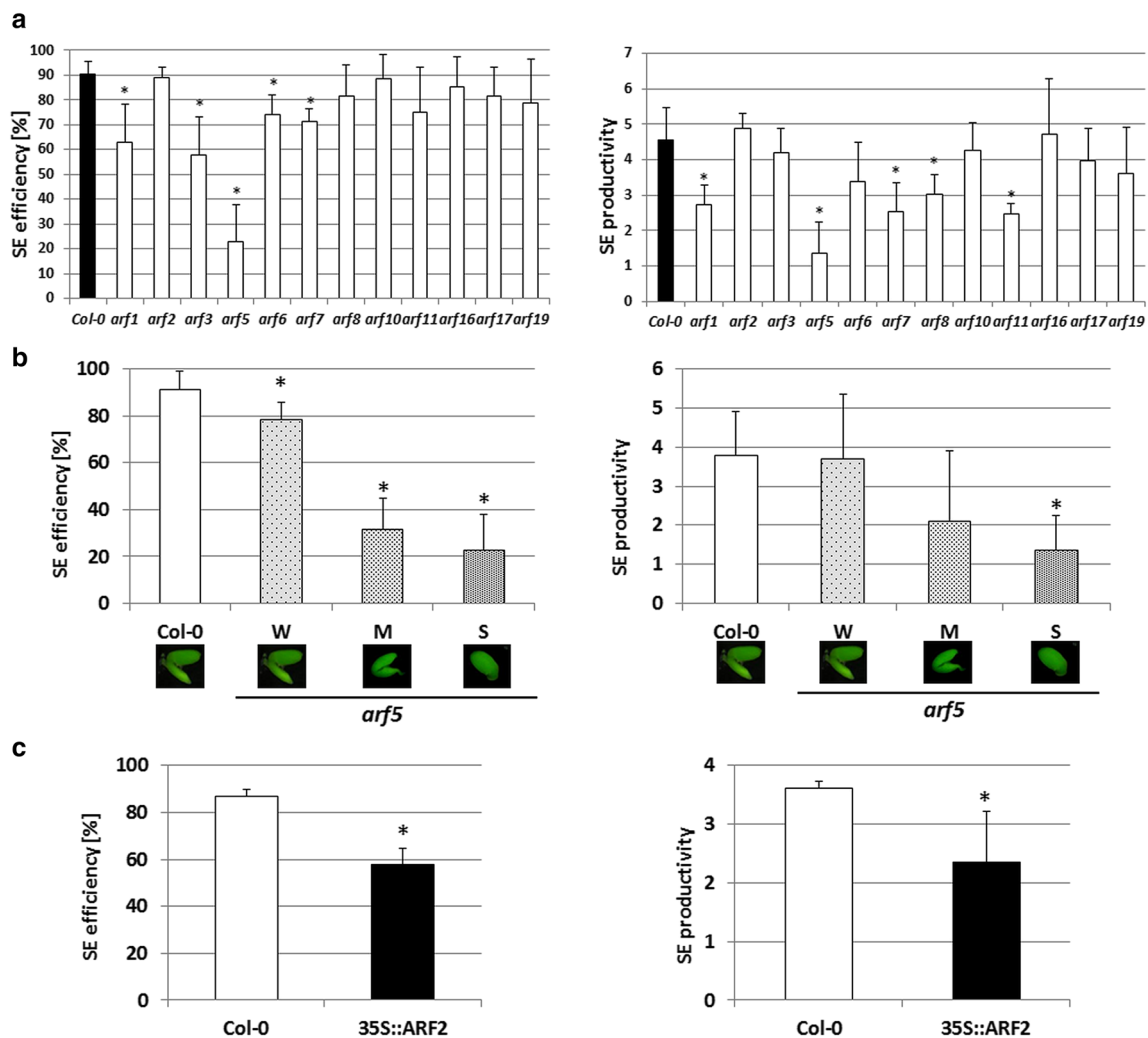 a
SE efficiency [%]
100
90
80
70
60
50
40
30
20
10
0
* * * * *
Col-0 arf1 arf2 arf3 arf5 arf6 arf7 arf8 arf10 arf11 arf16 arf17 arf19
SE productivity
7
6
5
4
3
2
1
0
* * * * *
Col-0 arf1 arf2 arf3 arf5 arf6 arf7 arf8 arf10 arf11 arf16 arf17 arf19
b
SE efficiency [%]
100
80
60
40
20
0
* * *
Col-0 W M S
arf5
SE productivity
6
5
4
3
2
1
0
*
Col-0 W M S
arf5
c
SE efficiency [%]
100
80
60
40
20
0
*
Col-0 35S::ARF2
SE productivity
4
3
2
1
0
*
Col-0 35S::ARF2